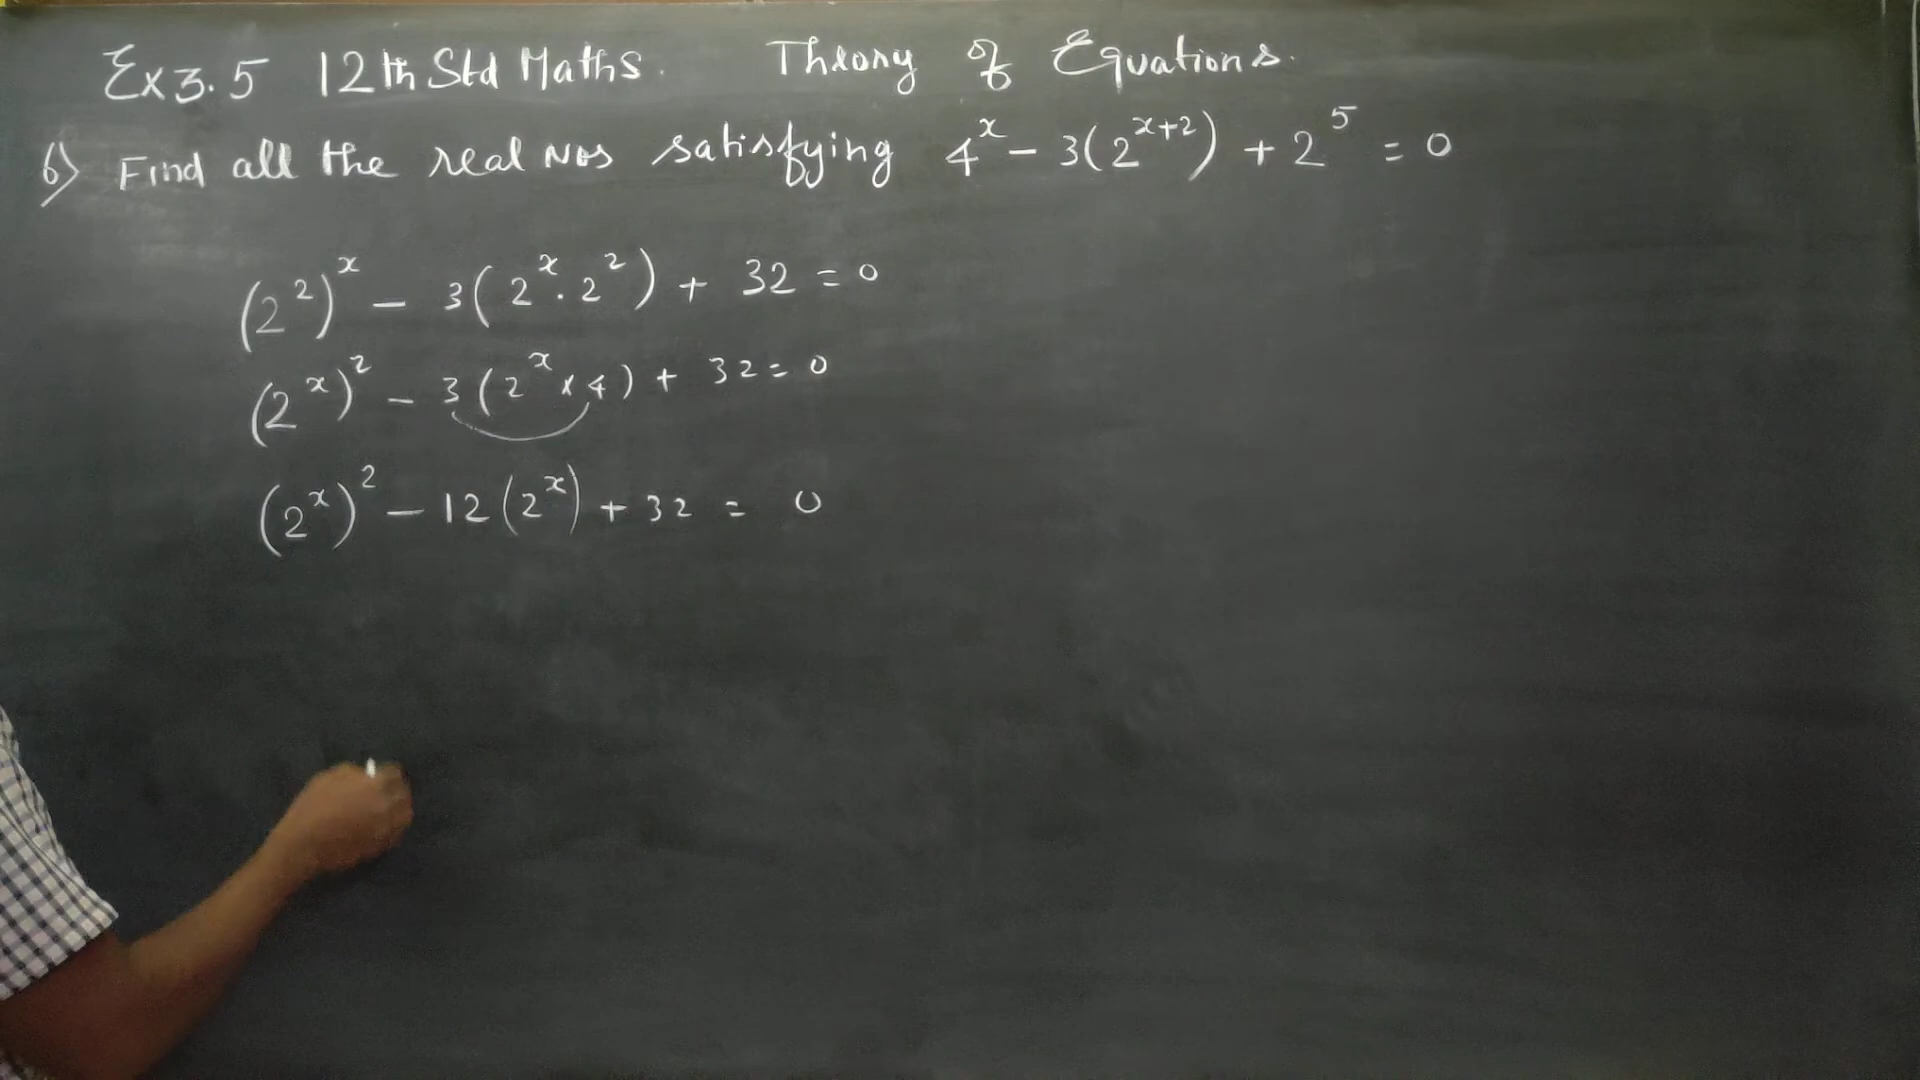 Ex 3.5 12th Std Maths. Theory of Equations.
6) Find all the real Nos satisfying 4^x - 3(2^{x+2}) + 2^5 = 0
(2^2)^x - 3(2^x . 2^2) + 32 = 0
(2^x)^2 - 3(2^x × 4) + 32 = 0
(2^x)^2 - 12(2^x) + 32 = 0